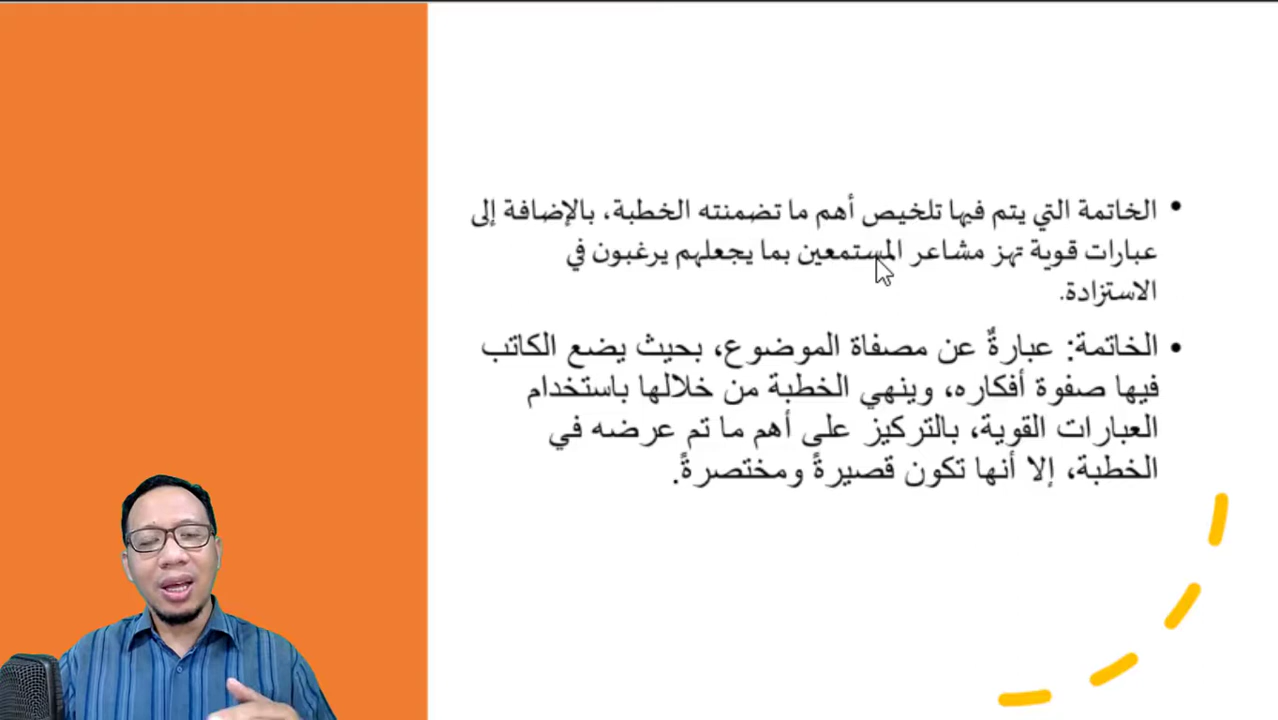 • الخاتمة التي يتم فيها تلخيص أهم ما تضمنته الخطبة، بالإضافة إلى
عبارات قوية تهز مشاعر المستمعين بما يجعلهم يرغبون في
الاستزادة.
• الخاتمة: عبارةٌ عن مصفاة الموضوع، بحيث يضع الكاتب
فيها صفوة أفكاره، وينهي الخطبة من خلالها باستخدام
العبارات القوية، بالتركيز على أهم ما تم عرضه في
الخطبة، إلا أنها تكون قصيرةً ومختصرةً.